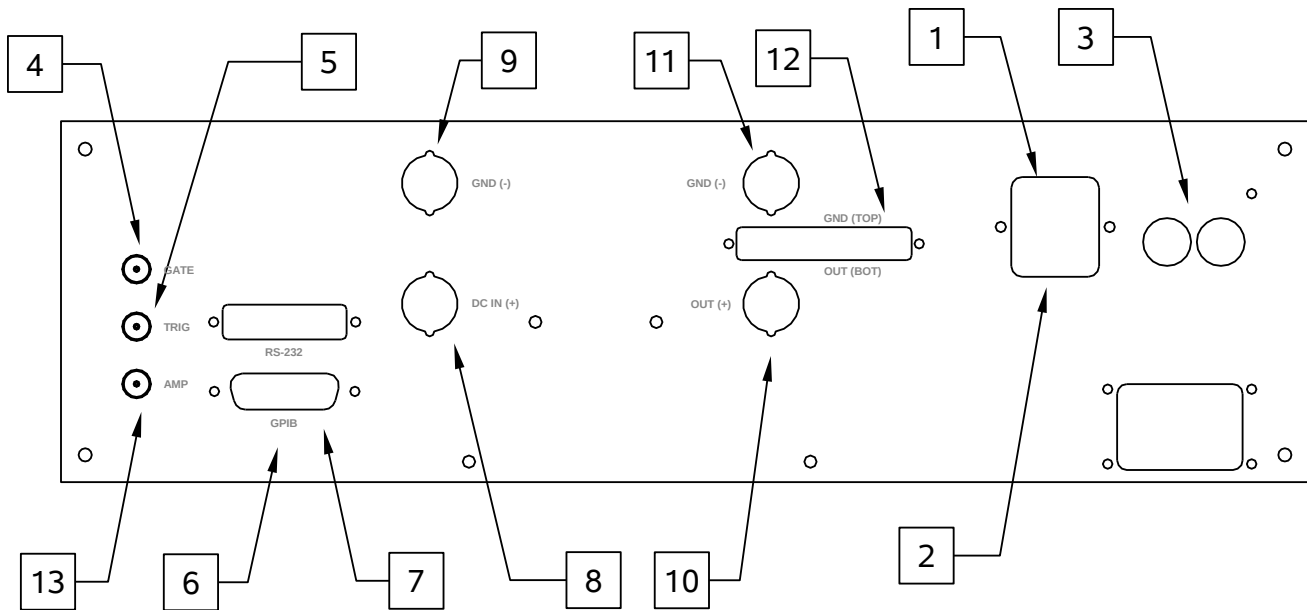 4
5
9
11
12
1
3
GND (-)
GND (-)
GND (TOP)
GATE
OUT (BOT)
DC IN (+)
OUT (+)
TRIG
RS-232
AMP
GPIB
13
6
7
8
10
2